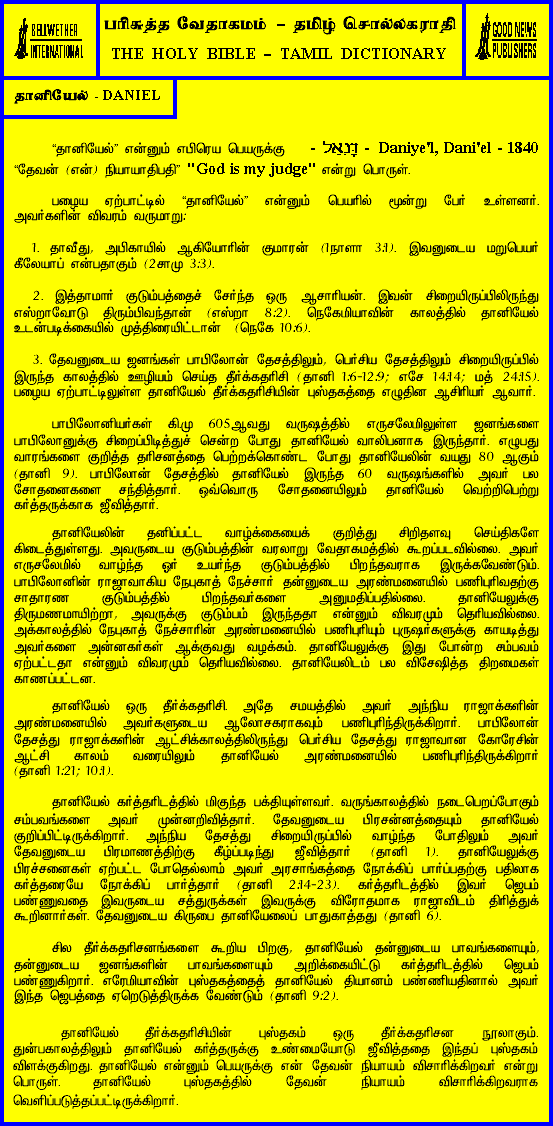 BELLWETHER
INTERNATIONAL
பரிசுத்த வேதாகமம் – தமிழ் சொல்லகராதி
THE HOLY BIBLE – TAMIL DICTIONARY
GOOD NEWS
PUBLISHERS
தானியேல் - DANIEL
“தானியேல்” என்னும் எபிரெய பெயருக்கு - דָּנִיֵּאל - Daniye'l, Dani'el - 1840
“தேவன் (என்) நியாயாதிபதி” "God is my judge" என்று பொருள்.
பழைய ஏற்பாட்டில் “தானியேல்” என்னும் பெயரில் மூன்று பேர் உள்ளனர்.
அவர்களின் விவரம் வருமாறு:
1. தாவீது, அபிகாயில் ஆகியோரின் குமாரன் (1நாளா 3:1). இவனுடைய மறுபெயர்
கீலேயாப் என்பதாகும் (2சாமு 3:3).
2. இத்தாமார் குடும்பத்தைச் சேர்ந்த ஒரு ஆசாரியன். இவன் சிறையிருப்பிலிருந்து
எஸ்றாவோடு திரும்பிவந்தான் (எஸ்றா 8:2). நெகேமியாவின் காலத்தில் தானியேல்
உடன்படிக்கையில் முத்திரையிட்டான் (நெகே 10:6).
3. தேவனுடைய ஜனங்கள் பாபிலோன் தேசத்திலும், பெர்சிய தேசத்திலும் சிறையிருப்பில்
இருந்த காலத்தில் ஊழியம் செய்த தீர்க்கதரிசி (தானி 1:6-12:9; எசே 14:14; மத் 24:15).
பழைய ஏற்பாட்டிலுள்ள தானியேல் தீர்க்கதரிசியின் புஸ்தகத்தை எழுதின ஆசிரியர் ஆவார்.
பாபிலோனியர்கள் கி.மு 605ஆவது வருஷத்தில் எருசலேமிலுள்ள ஜனங்களை
பாபிலோனுக்கு சிறைப்பிடித்துச் சென்ற போது தானியேல் வாலிபனாக இருந்தார். எழுபது
வாரங்களை குறித்த தரிசனத்தை பெற்றுக்கொண்ட போது தானியேலின் வயது 80 ஆகும்
(தானி 9). பாபிலோன் தேசத்தில் தானியேல் இருந்த 60 வருஷங்களில் அவர் பல
சோதனைகளை சந்தித்தார். ஒவ்வொரு சோதனையிலும் தானியேல் வெற்றிபெற்று
கர்த்தருக்காக ஜீவித்தார்.
தானியேலின் தனிப்பட்ட வாழ்க்கையைக் குறித்து சிறிதளவு செய்திகளே
கிடைத்துள்ளது. அவருடைய குடும்பத்தின் வரலாறு வேதாகமத்தில் கூறப்படவில்லை. அவர்
எருசலேமில் வாழ்ந்த ஓர் உயர்ந்த குடும்பத்தில் பிறந்தவராக இருக்கவேண்டும்.
பாபிலோனின் ராஜாவாகிய நேபுகாத் நேச்சார் தன்னுடைய அரண்மனையில் பணிபுரிவதற்கு
சாதாரண குடும்பத்தில் பிறந்தவர்களை அனுமதிப்பதில்லை. தானியேலுக்கு
திருமணமாயிற்றா, அவருக்கு குடும்பம் இருந்ததா என்னும் விவரமும் தெரியவில்லை.
அக்காலத்தில் நேபுகாத் நேச்சாரின் அரண்மனையில் பணிபுரியும் புருஷர்களுக்கு காயடித்து
அவர்களை அன்னகர்கள் ஆக்குவது வழக்கம். தானியேலுக்கு இது போன்ற சம்பவம்
ஏற்பட்டதா என்னும் விவரமும் தெரியவில்லை. தானியேலிடம் பல விசேஷித்த திறமைகள்
காணப்பட்டன.
தானியேல் ஒரு தீர்க்கதரிசி. அதே சமயத்தில் அவர் அந்நிய ராஜாக்களின்
அரண்மனையில் அவர்களுடைய ஆலோசகராகவும் பணிபுரிந்திருக்கிறார். பாபிலோன்
தேசத்து ராஜாக்களின் ஆட்சிக்காலத்திலிருந்து பெர்சிய தேசத்து ராஜாவான கோரேசின்
ஆட்சி காலம் வரையிலும் தானியேல் அரண்மனையில் பணிபுரிந்திருக்கிறார்
(தானி 1:21; 10:1).
தானியேல் கர்த்தரிடத்தில் மிகுந்த பக்தியுள்ளவர். வருங்காலத்தில் நடைபெறப்போகும்
சம்பவங்களை அவர் முன்னறிவித்தார். தேவனுடைய பிரசன்னத்தையும் தானியேல்
குறிப்பிட்டிருக்கிறார். அந்நிய தேசத்து சிறையிருப்பில் வாழ்ந்த போதிலும் அவர்
தேவனுடைய பிரமாணத்திற்கு கீழ்ப்படிந்து ஜீவித்தார் (தானி 1). தானியேலுக்கு
பிரச்சனைகள் ஏற்பட்ட போதெல்லாம் அவர் அரசாங்கத்தை நோக்கிப் பார்ப்பதற்கு பதிலாக
கர்த்தரையே நோக்கிப் பார்த்தார் (தானி 2:14-23). கர்த்தரிடத்தில் இவர் ஜெபம்
பண்ணுவதை இவருடைய சத்துருக்கள் இவருக்கு விரோதமாக ராஜாவிடம் திரித்துக்
கூறினார்கள். தேவனுடைய கிருபை தானியேலைப் பாதுகாத்தது (தானி 6).
சில தீர்க்கதரிசனங்களை கூறிய பிறகு, தானியேல் தன்னுடைய பாவங்களையும்,
தன்னுடைய ஜனங்களின் பாவங்களையும் அறிக்கையிட்டு கர்த்தரிடத்தில் ஜெபம்
பண்ணுகிறார். எரேமியாவின் புஸ்தகத்தைத் தானியேல் தியானம் பண்ணியதினால் அவர்
இந்த ஜெபத்தை ஏறெடுத்திருக்க வேண்டும் (தானி 9:2).
தானியேல் தீர்க்கதரிசியின் புஸ்தகம் ஒரு தீர்க்கதரிசன நூலாகும்.
துன்பகாலத்திலும் தானியேல் கர்த்தருக்கு உண்மையோடு ஜீவித்ததை இந்தப் புஸ்தகம்
விளக்குகிறது. தானியேல் என்னும் பெயருக்கு என் தேவன் நியாயம் விசாரிக்கிறவர் என்று
பொருள். தானியேல் புஸ்தகத்தில் தேவன் நியாயம் விசாரிக்கிறவராக
வெளிப்படுத்தப்பட்டிருக்கிறார்.